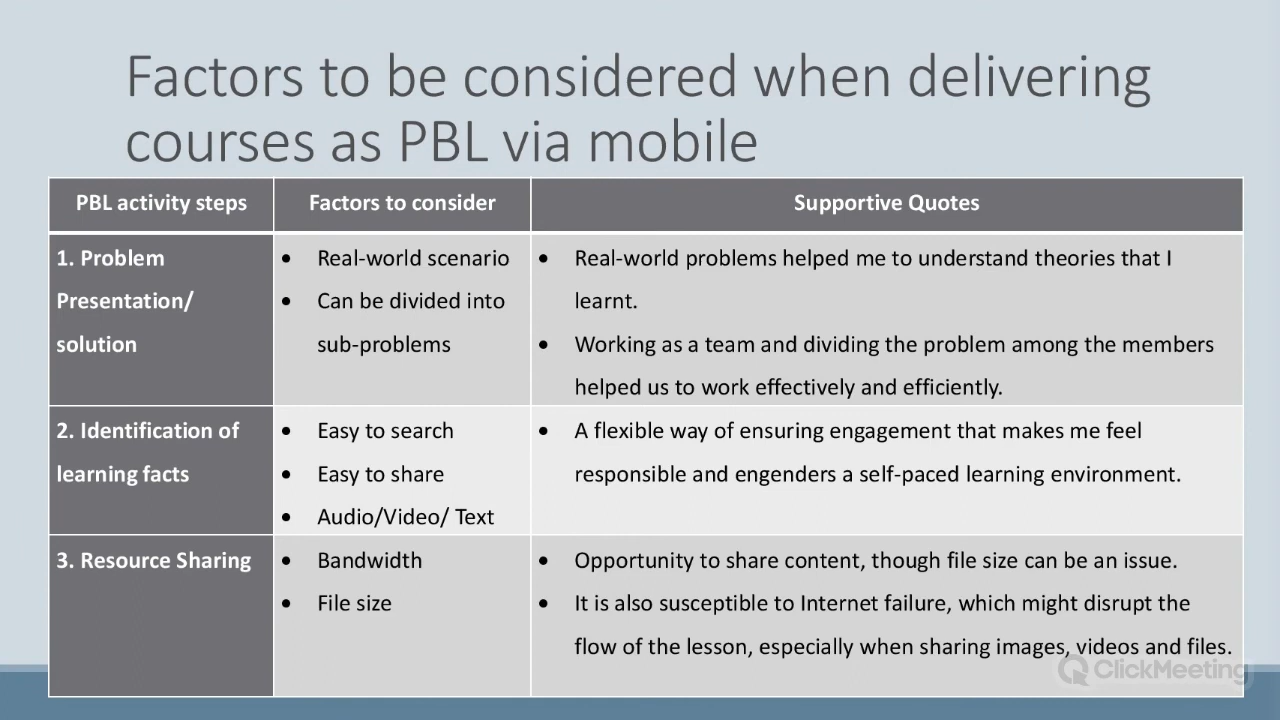 Factors to be considered when delivering
courses as PBL via mobile
PBL activity steps
Factors to consider
Supportive Quotes
1. Problem
Presentation/
solution
• Real-world scenario
• Can be divided into
sub-problems
• Real-world problems helped me to understand theories that I
learnt.
• Working as a team and dividing the problem among the members
helped us to work effectively and efficiently.
2. Identification of
learning facts
• Easy to search
• Easy to share
• Audio/Video/ Text
• A flexible way of ensuring engagement that makes me feel
responsible and engenders a self-paced learning environment.
3. Resource Sharing
• Bandwidth
• File size
• Opportunity to share content, though file size can be an issue.
• It is also susceptible to Internet failure, which might disrupt the
flow of the lesson, especially when sharing images, videos and files.
ClickMeeting